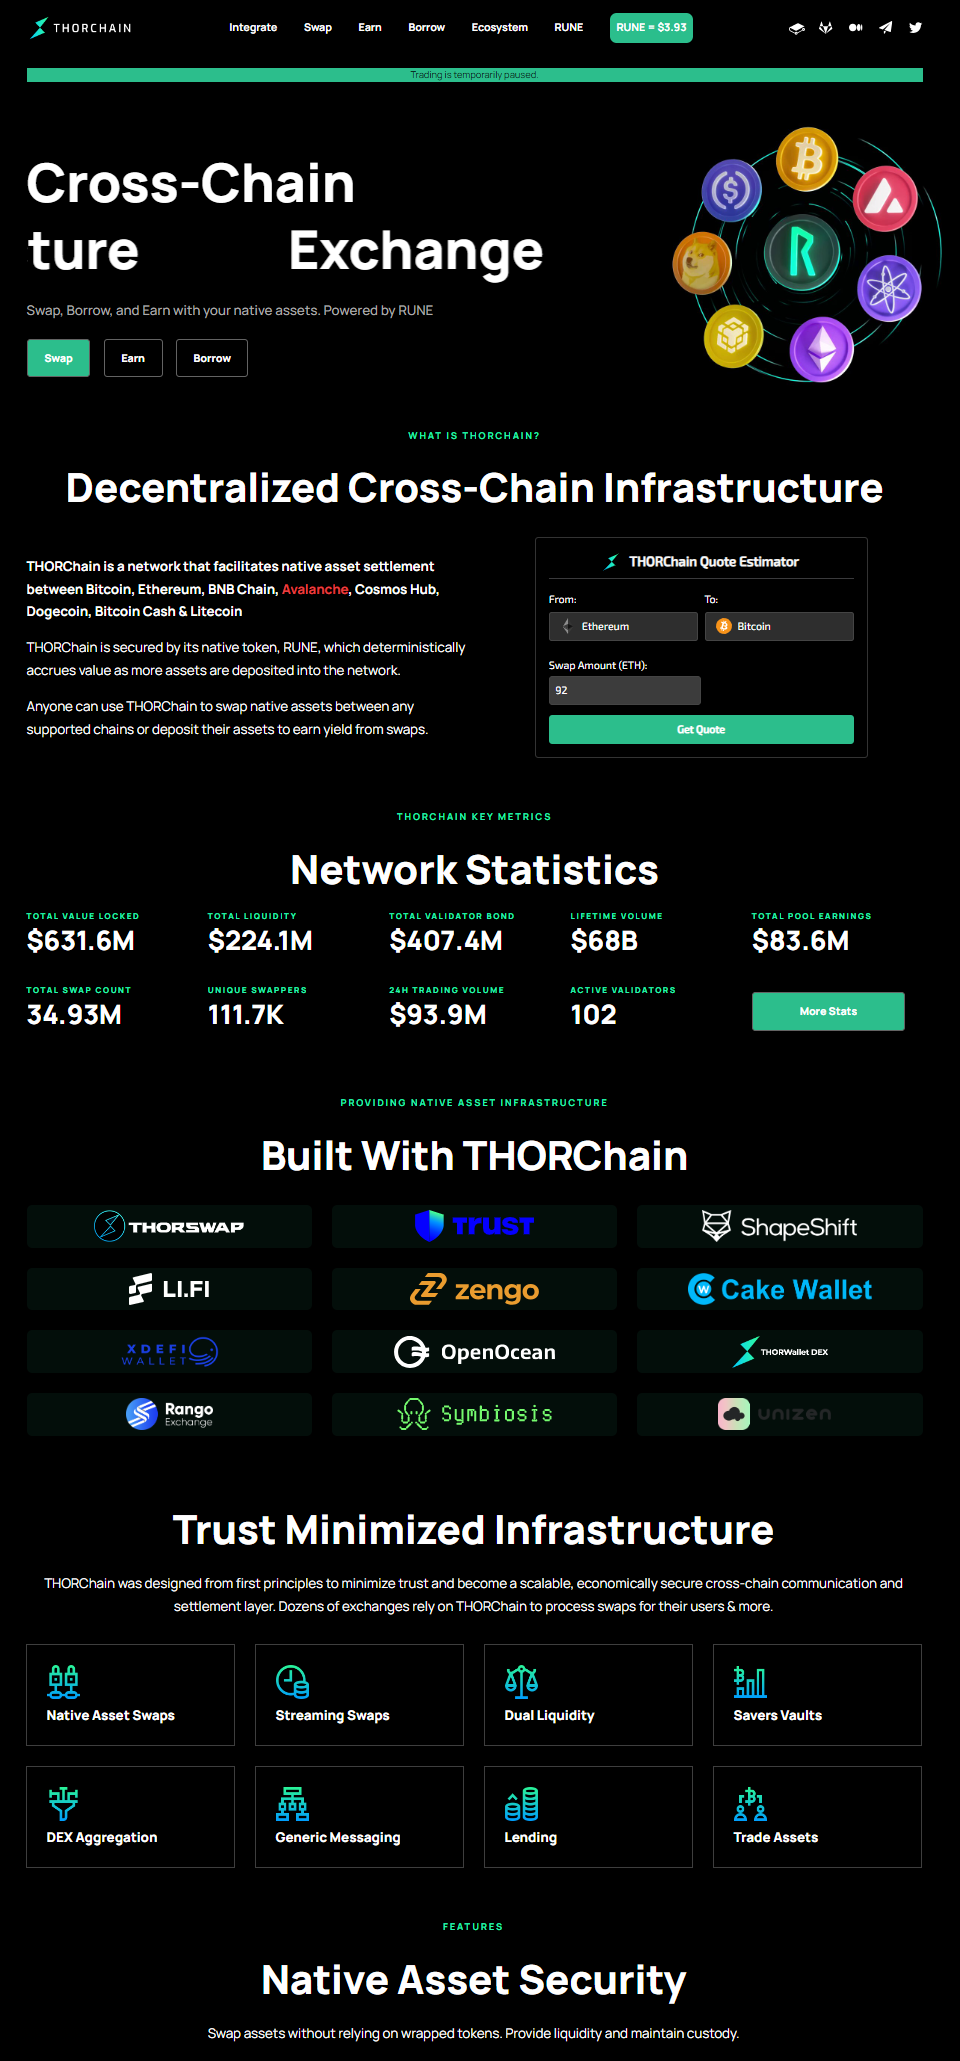 THORCHAIN
Integrate Swap Earn Borrow Ecosystem RUNE RUNE = $3.93
Trading is temporarily paused.
Cross-Chain
ture Exchange
Swap, Borrow, and Earn with your native assets. Powered by RUNE
Swap Earn Borrow
WHAT IS THORCHAIN?
Decentralized Cross-Chain Infrastructure
THORChain is a network that facilitates native asset settlement
between Bitcoin, Ethereum, BNB Chain, Avalanche, Cosmos Hub,
Dogecoin, Bitcoin Cash & Litecoin
THORChain is secured by its native token, RUNE, which deterministically
accrues value as more assets are deposited into the network.
Anyone can use THORChain to swap native assets between any
supported chains or deposit their assets to earn yield from swaps.
THORChain Quote Estimator
From: To:
Ethereum Bitcoin
Swap Amount (ETH):
92
Get Quote
THORCHAIN KEY METRICS
Network Statistics
TOTAL VALUE LOCKED TOTAL LIQUIDITY TOTAL VALIDATOR BOND LIFETIME VOLUME TOTAL POOL EARNINGS
$631.6M $224.1M $407.4M $68B $83.6M
TOTAL SWAP COUNT UNIQUE SWAPPERS 24H TRADING VOLUME ACTIVE VALIDATORS
34.93M 111.7K $93.9M 102 More Stats
PROVIDING NATIVE ASSET INFRASTRUCTURE
Built With THORChain
THORSWAP TRUST ShapeShift
LI.FI zengo Cake Wallet
XDEFI
WALLET
OpenOcean THORWallet DEX
Rango
Exchange
Symbiosis unizen
Trust Minimized Infrastructure
THORChain was designed from first principles to minimize trust and become a scalable, economically secure cross-chain communication and
settlement layer. Dozens of exchanges rely on THORChain to process swaps for their users & more.
Native Asset Swaps Streaming Swaps Dual Liquidity Savers Vaults
DEX Aggregation Generic Messaging Lending Trade Assets
FEATURES
Native Asset Security
Swap assets without relying on wrapped tokens. Provide liquidity and maintain custody.